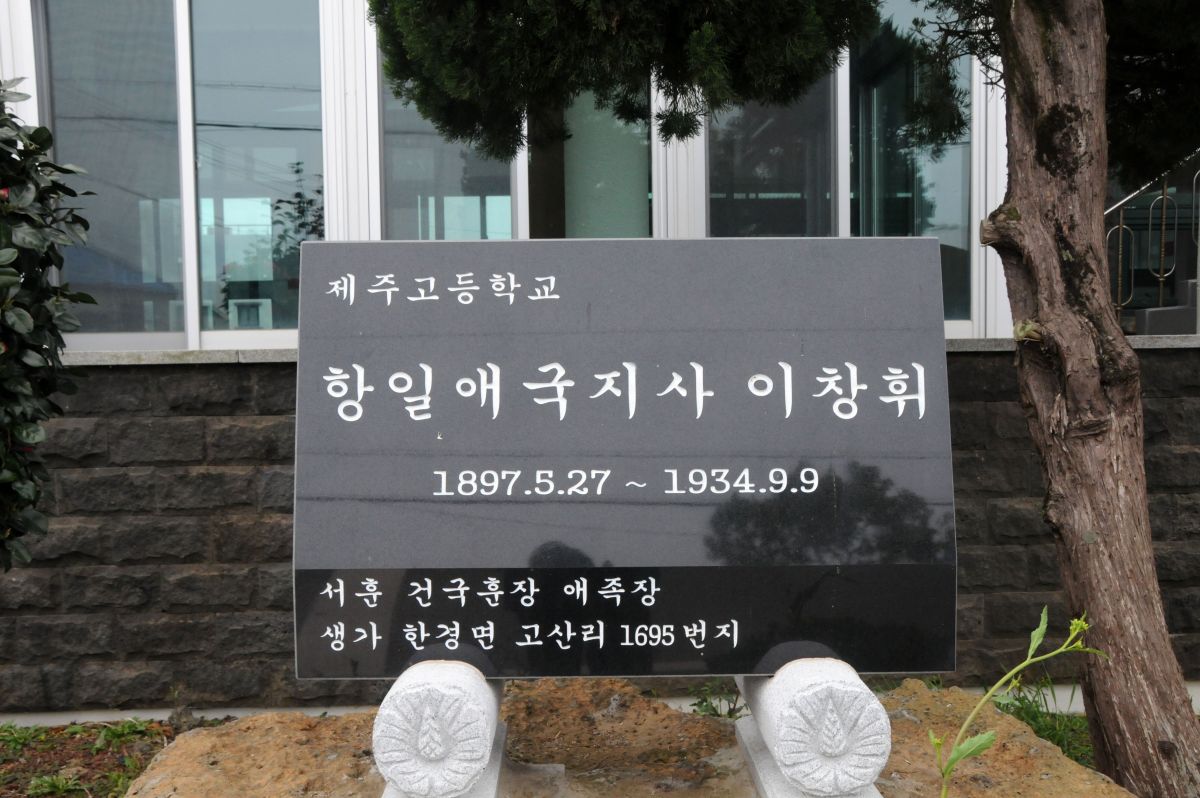 제주고등학교
항일애국지사 이창휘
1897.5.27 ~ 1934.9.9
서훈 건국훈장 애족장
생가 한경면 고산리 1695번지